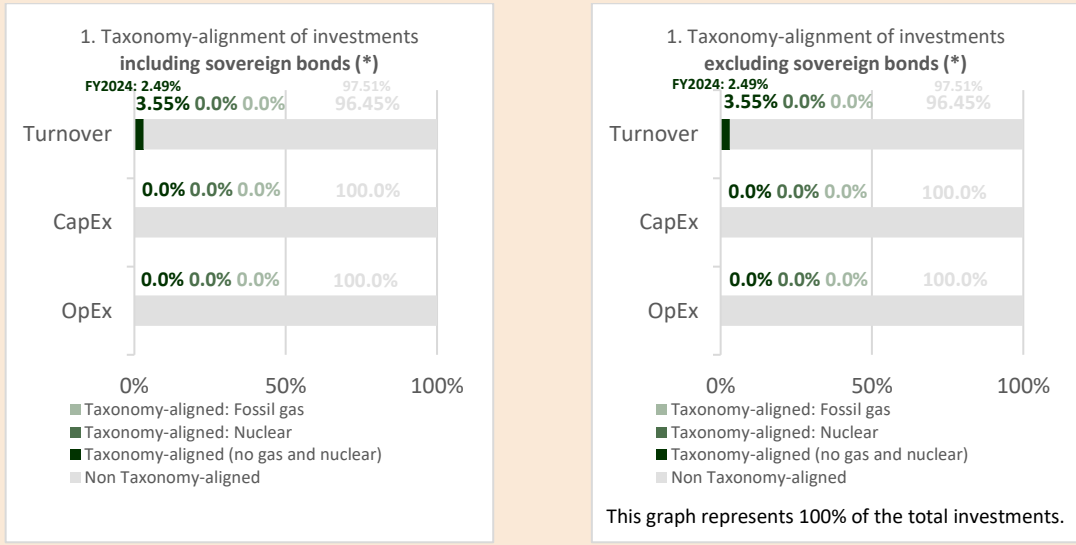 1. Taxonomy-alignment of investments
including sovereign bonds (*)
FY2024: 2.49% 97.51%
3.55% 0.0% 0.0% 96.45%
Turnover
0.0% 0.0% 0.0% 100.0%
CapEx
0.0% 0.0% 0.0% 100.0%
OpEx
0% 50% 100%
Taxonomy-aligned: Fossil gas
Taxonomy-aligned: Nuclear
Taxonomy-aligned (no gas and nuclear)
Non Taxonomy-aligned
1. Taxonomy-alignment of investments
excluding sovereign bonds (*)
FY2024: 2.49% 97.51%
3.55% 0.0% 0.0% 96.45%
Turnover
0.0% 0.0% 0.0% 100.0%
CapEx
0.0% 0.0% 0.0% 100.0%
OpEx
0% 50% 100%
Taxonomy-aligned: Fossil gas
Taxonomy-aligned: Nuclear
Taxonomy-aligned (no gas and nuclear)
Non Taxonomy-aligned
This graph represents 100% of the total investments.